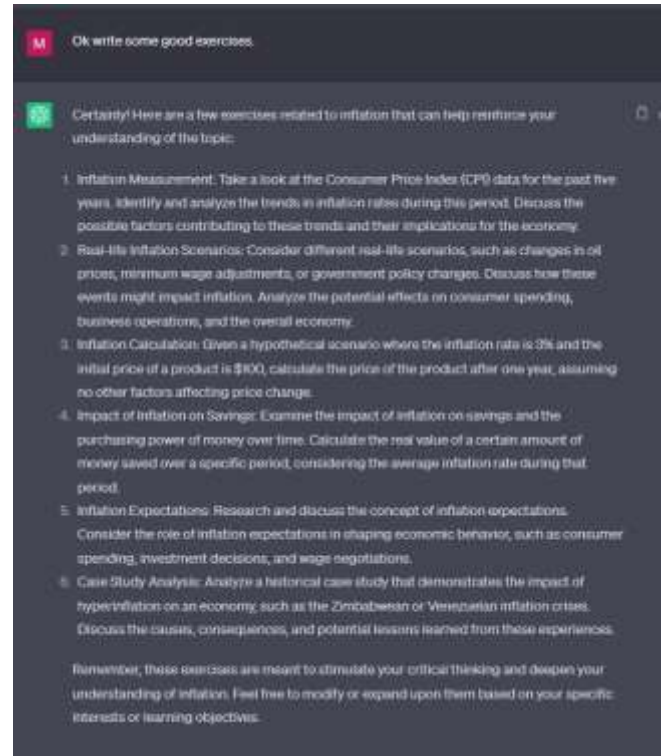 M
Ok write some good exercises.
Certainly! Here are a few exercises related to inflation that can help reinforce your
understanding of the topic:
1. Inflation Measurement: Take a look at the Consumer Price Index (CPI) data for the past five
years. Identify and analyze the trends in inflation rates during this period. Discuss the
possible factors contributing to these trends and their implications for the economy.
2. Real-life Inflation Scenarios: Consider different real-life scenarios, such as changes in oil
prices, minimum wage adjustments, or government policy changes. Discuss how these
events might impact inflation. Analyze the potential effects on consumer spending,
business operations, and the overall economy.
3. Inflation Calculation: Given a hypothetical scenario where the inflation rate is 3% and the
initial price of a product is $100, calculate the price of the product after one year, assuming
no other factors affecting price change.
4. Impact of Inflation on Savings: Examine the impact of inflation on savings and the
purchasing power of money over time. Calculate the real value of a certain amount of
money saved over a specific period, considering the average inflation rate during that
period.
5. Inflation Expectations: Research and discuss the concept of inflation expectations.
Consider the role of inflation expectations in shaping economic behavior, such as consumer
spending, investment decisions, and wage negotiations.
6. Case Study Analysis: Analyze a historical case study that demonstrates the impact of
hyperinflation on an economy, such as the Zimbabwean or Venezuelan inflation crises.
Discuss the causes, consequences, and potential lessons learned from these experiences.
Remember, these exercises are meant to stimulate your critical thinking and deepen your
understanding of inflation. Feel free to modify or expand upon them based on your specific
interests or learning objectives.